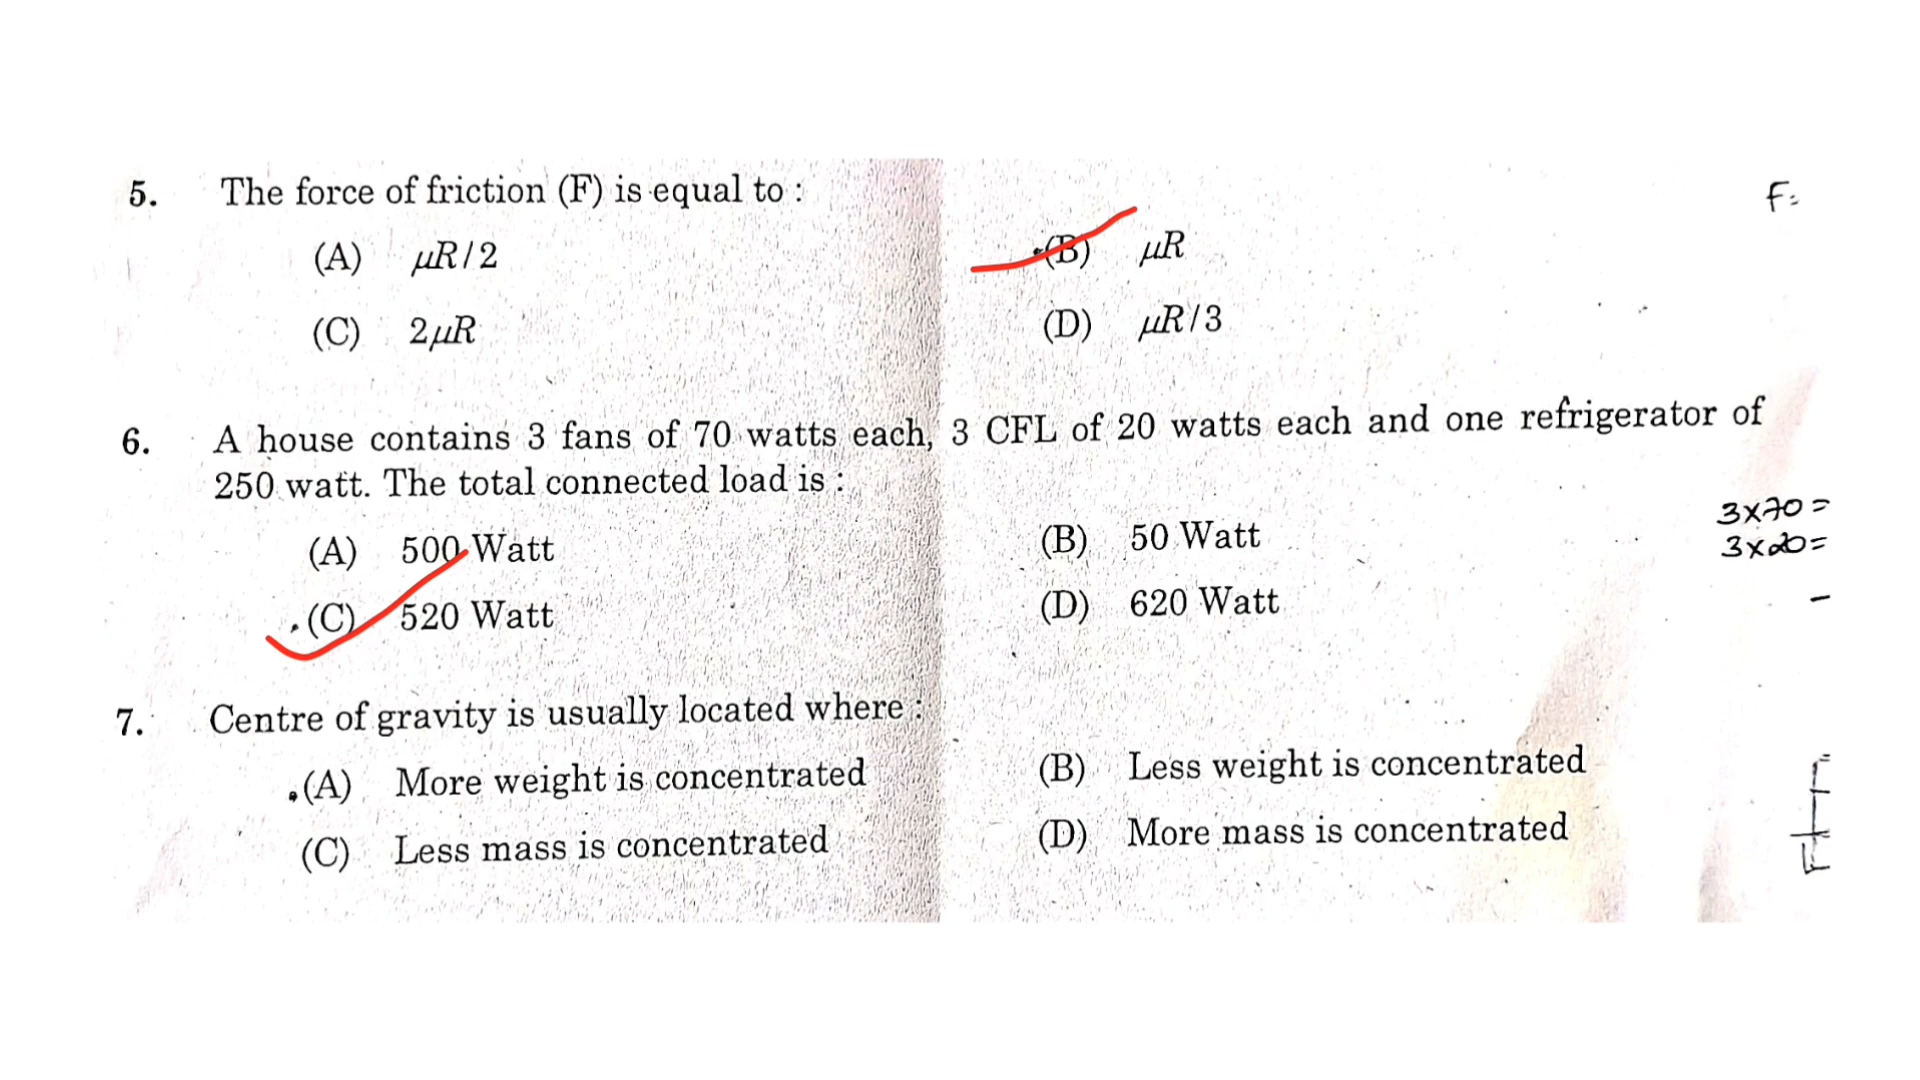 5. The force of friction (F) is equal to :
F=
(A) μR/2 (B) μR
(C) 2μR (D) μR/3
6. A house contains 3 fans of 70 watts each, 3 CFL of 20 watts each and one refrigerator of
250 watt. The total connected load is :
3x70=
(A) 500 Watt (B) 50 Watt
3x20=
(C) 520 Watt (D) 620 Watt
7. Centre of gravity is usually located where :
(A) More weight is concentrated (B) Less weight is concentrated
(C) Less mass is concentrated (D) More mass is concentrated